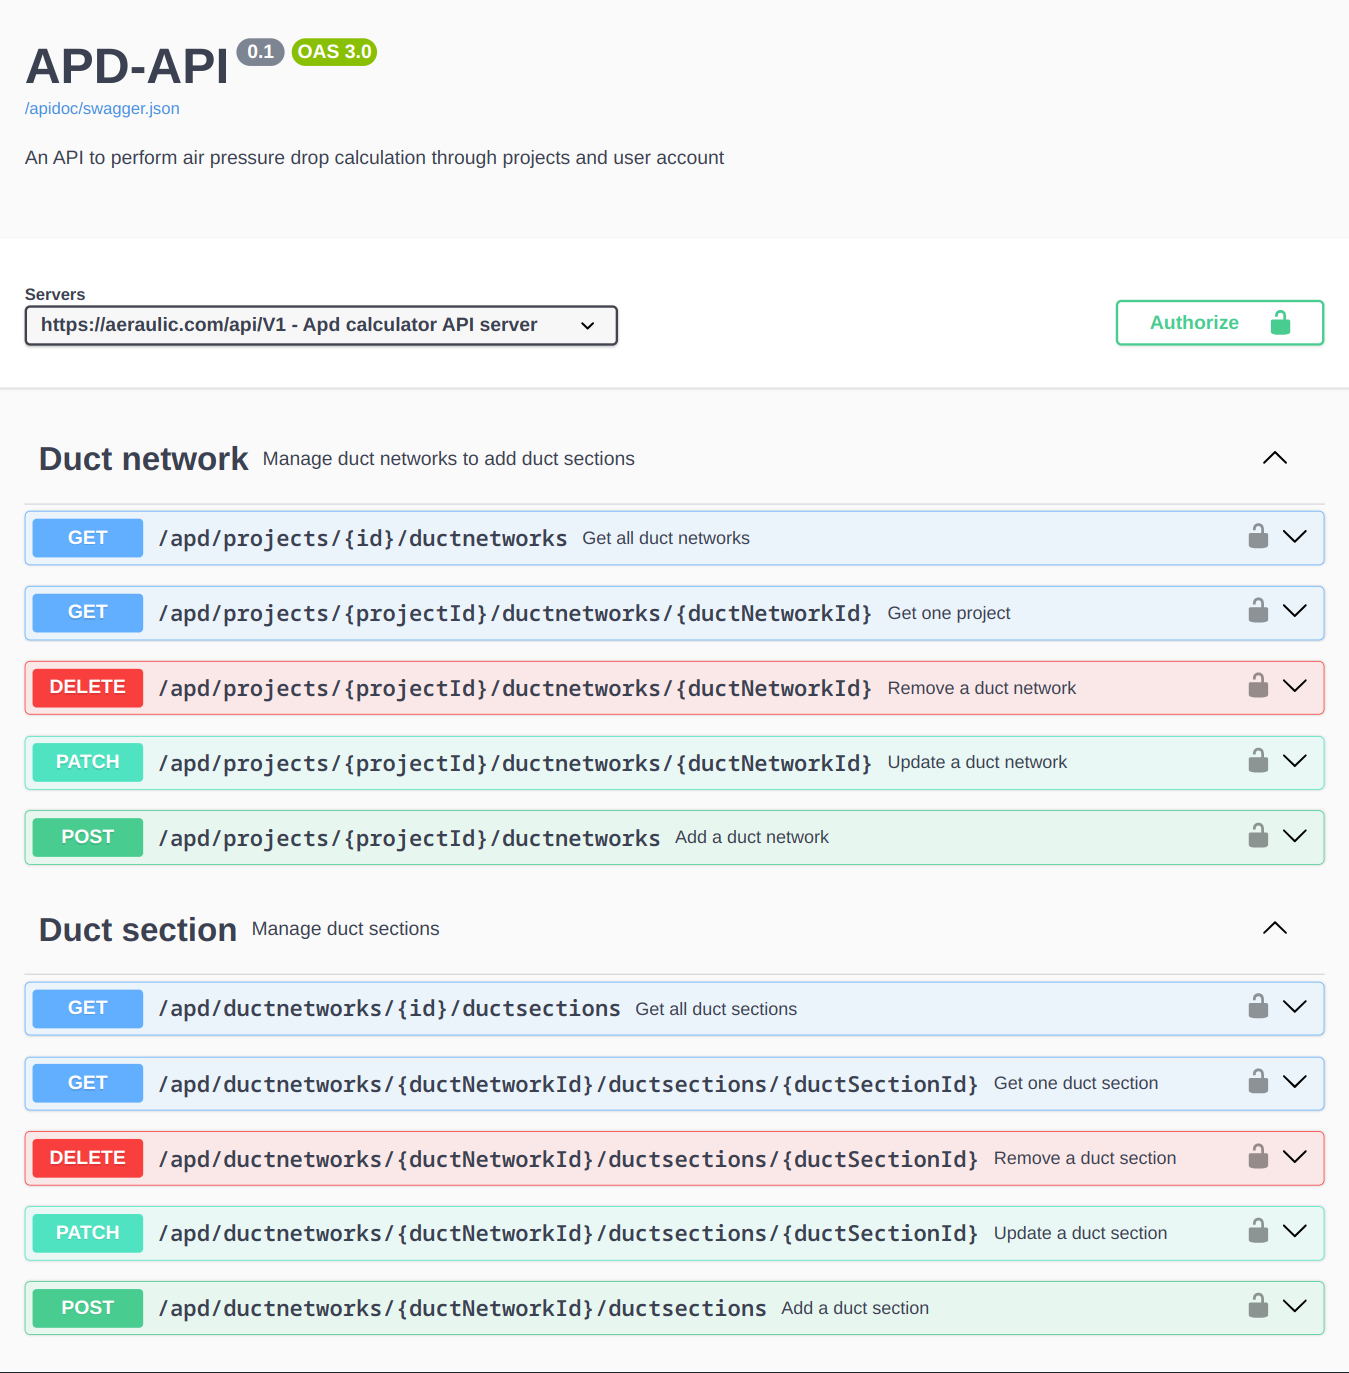 APD-API 0.1 OAS 3.0
/apidoc/swagger.json
An API to perform air pressure drop calculation through projects and user account
Servers
https://aeraulic.com/api/V1 - Apd calculator API server
Authorize
Duct network Manage duct networks to add duct sections
GET /apd/projects/{id}/ductnetworks Get all duct networks
GET /apd/projects/{projectId}/ductnetworks/{ductNetworkId} Get one project
DELETE /apd/projects/{projectId}/ductnetworks/{ductNetworkId} Remove a duct network
PATCH /apd/projects/{projectId}/ductnetworks/{ductNetworkId} Update a duct network
POST /apd/projects/{projectId}/ductnetworks Add a duct network
Duct section Manage duct sections
GET /apd/ductnetworks/{id}/ductsections Get all duct sections
GET /apd/ductnetworks/{ductNetworkId}/ductsections/{ductSectionId} Get one duct section
DELETE /apd/ductnetworks/{ductNetworkId}/ductsections/{ductSectionId} Remove a duct section
PATCH /apd/ductnetworks/{ductNetworkId}/ductsections/{ductSectionId} Update a duct section
POST /apd/ductnetworks/{ductNetworkId}/ductsections Add a duct section